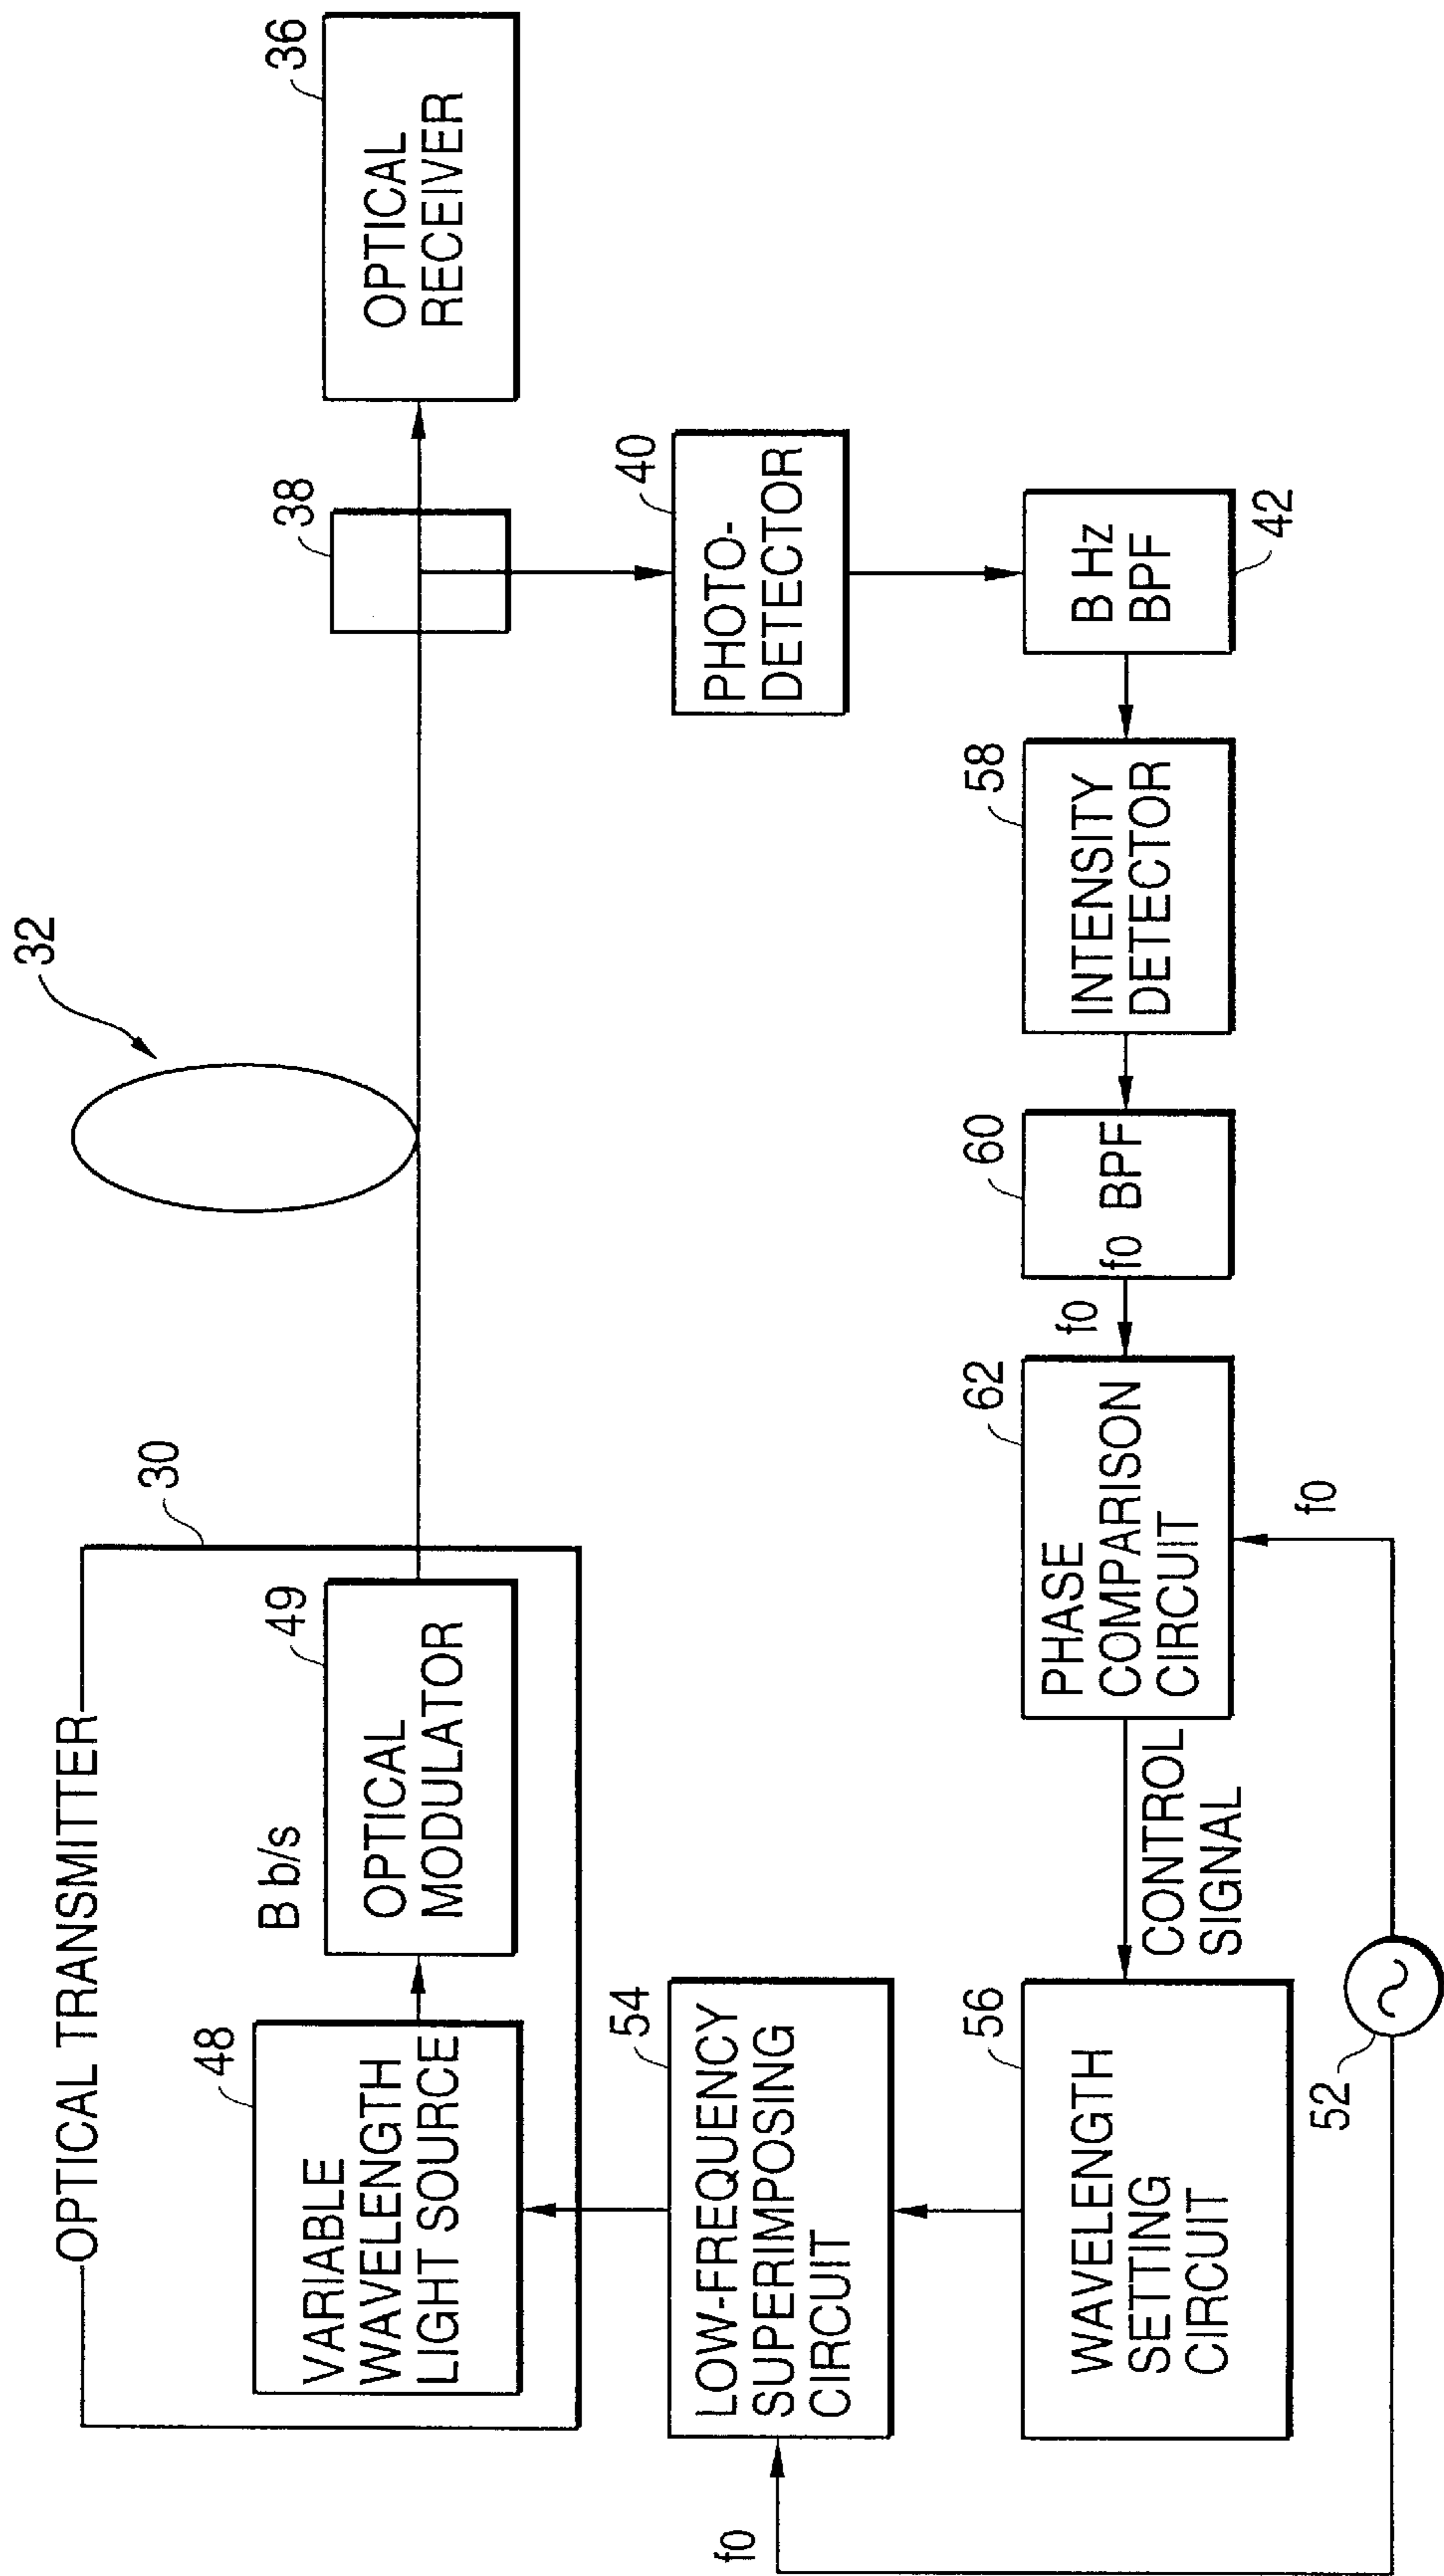 OPTICAL TRANSMITTER
30
48
VARIABLE
WAVELENGTH
LIGHT SOURCE
B b/s
49
OPTICAL
MODULATOR
32
38
36
OPTICAL
RECEIVER
40
PHOTO-
DETECTOR
B Hz
BPF
42
58
INTENSITY
DETECTOR
60
f0 BPF
f0
62
PHASE
COMPARISON
CIRCUIT
f0
CONTROL
SIGNAL
54
LOW-FREQUENCY
SUPERIMPOSING
CIRCUIT
56
WAVELENGTH
SETTING
CIRCUIT
52
f0